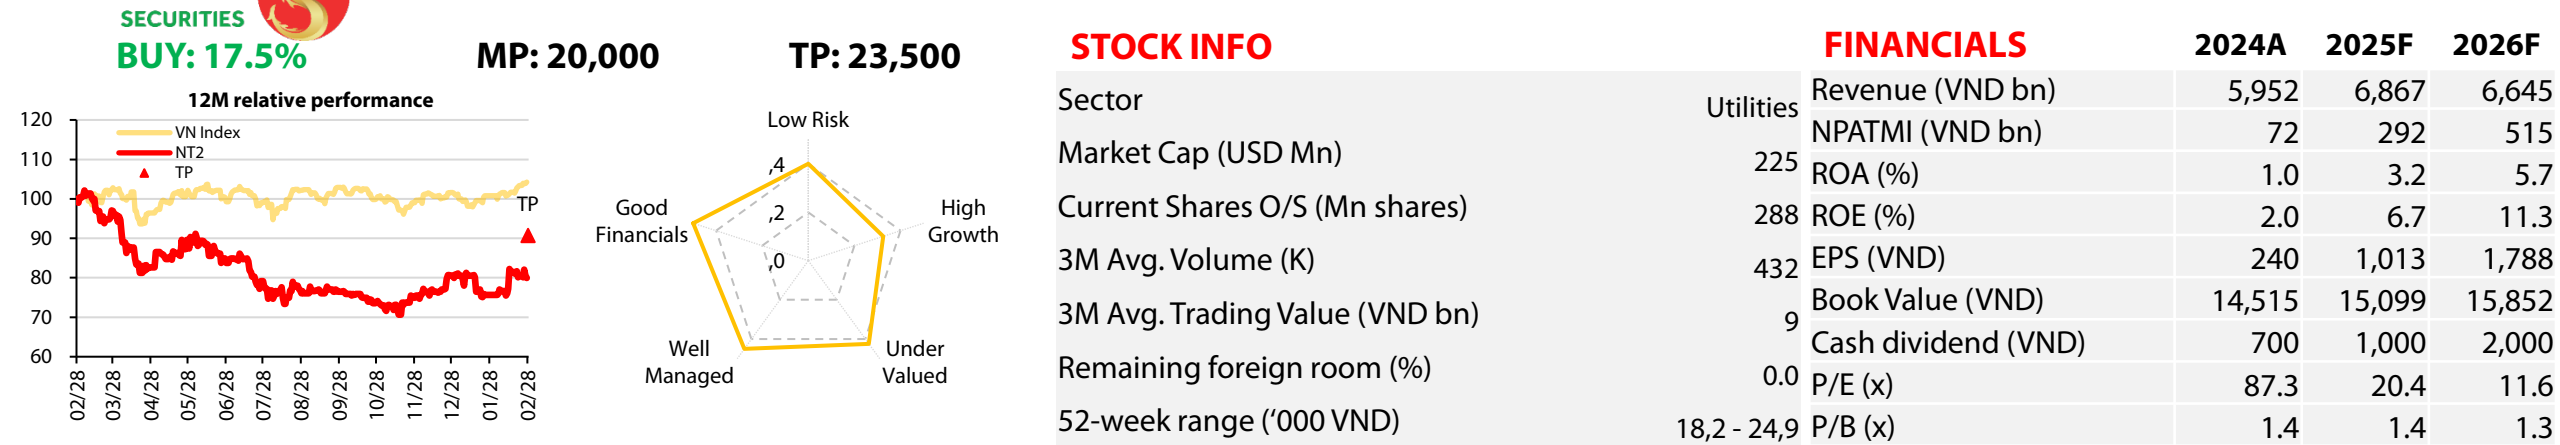 SECURITIES
BUY: 17.5% MP: 20,000 TP: 23,500
12M relative performance
120
110
100
90
80
70
60
VN Index
NT2
TP
TP
02/28 03/28 04/28 05/28 06/28 07/28 08/28 09/28 10/28 11/28 12/28 01/28 02/28
Low Risk
,4
,2
,0
Good
Financials
High
Growth
Well
Managed
Under
Valued
STOCK INFO
Sector Utilities
Market Cap (USD Mn) 225
Current Shares O/S (Mn shares) 288
3M Avg. Volume (K) 432
3M Avg. Trading Value (VND bn) 9
Remaining foreign room (%) 0.0
52-week range (‘000 VND) 18,2 - 24,9
FINANCIALS 2024A 2025F 2026F
Revenue (VND bn) 5,952 6,867 6,645
NPATMI (VND bn) 72 292 515
ROA (%) 1.0 3.2 5.7
ROE (%) 2.0 6.7 11.3
EPS (VND) 240 1,013 1,788
Book Value (VND) 14,515 15,099 15,852
Cash dividend (VND) 700 1,000 2,000
P/E (x) 87.3 20.4 11.6
P/B (x) 1.4 1.4 1.3